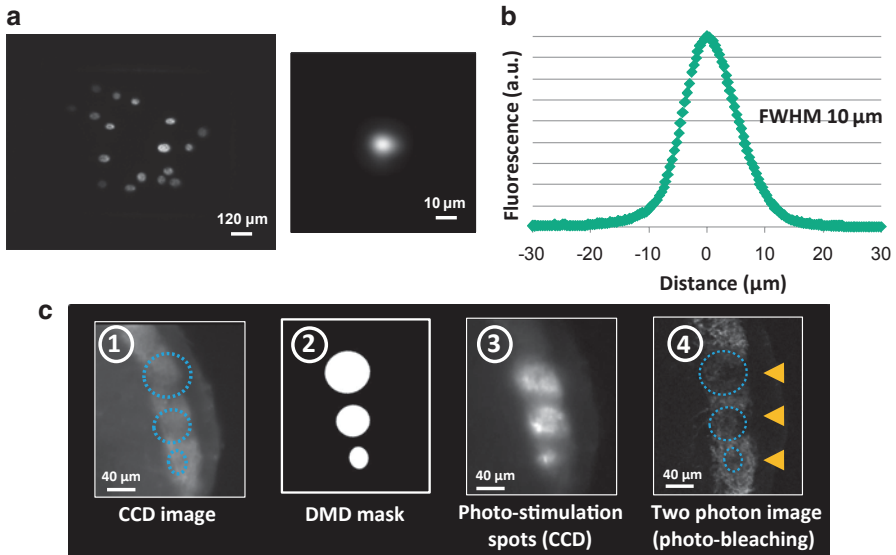 a
120 µm
10 µm
b
Fluorescence (a.u.)
FWHM 10 µm
-30
-20
-10
0
10
20
30
Distance (µm)
c
1
40 µm
CCD image
2
DMD mask
3
40 µm
Photo-stimulation
spots (CCD)
4
40 µm
Two photon image
(photo-bleaching)